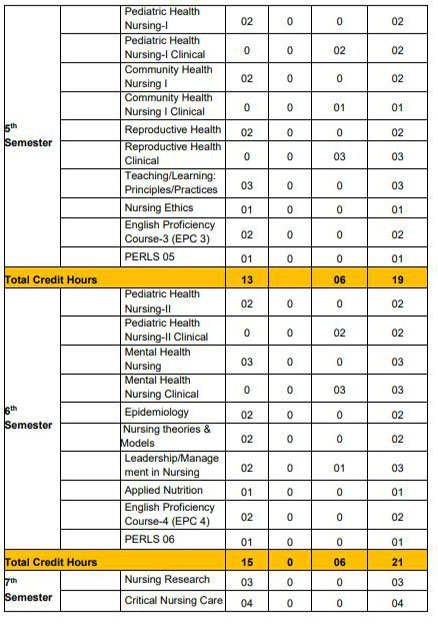 Pediatric Health
Nursing-I 02 0 0 02
Pediatric Health
Nursing-I Clinical 0 0 02 02
Community Health
Nursing I 02 0 0 02
Community Health
Nursing I Clinical 0 0 01 01
5th
Semester
Reproductive Health 02 0 0 02
Reproductive Health
Clinical 0 0 03 03
Teaching/Learning:
Principles/Practices 03 0 0 03
Nursing Ethics 01 0 0 01
English Proficiency
Course-3 (EPC 3) 02 0 0 02
PERLS 05 01 0 0 01
Total Credit Hours 13 06 19
Pediatric Health
Nursing-II 02 0 0 02
Pediatric Health
Nursing-II Clinical 0 0 02 02
Mental Health
Nursing 03 0 0 03
Mental Health
Nursing Clinical 0 0 03 03
6th
Semester
Epidemiology 02 0 0 02
Nursing theories &
Models 02 0 0 02
Leadership/Manage
ment in Nursing 02 0 01 03
Applied Nutrition 01 0 0 01
English Proficiency
Course-4 (EPC 4) 02 0 0 02
PERLS 06 01 0 0 01
Total Credit Hours 15 0 06 21
7th
Semester
Nursing Research 03 0 0 03
Critical Nursing Care 04 0 0 04